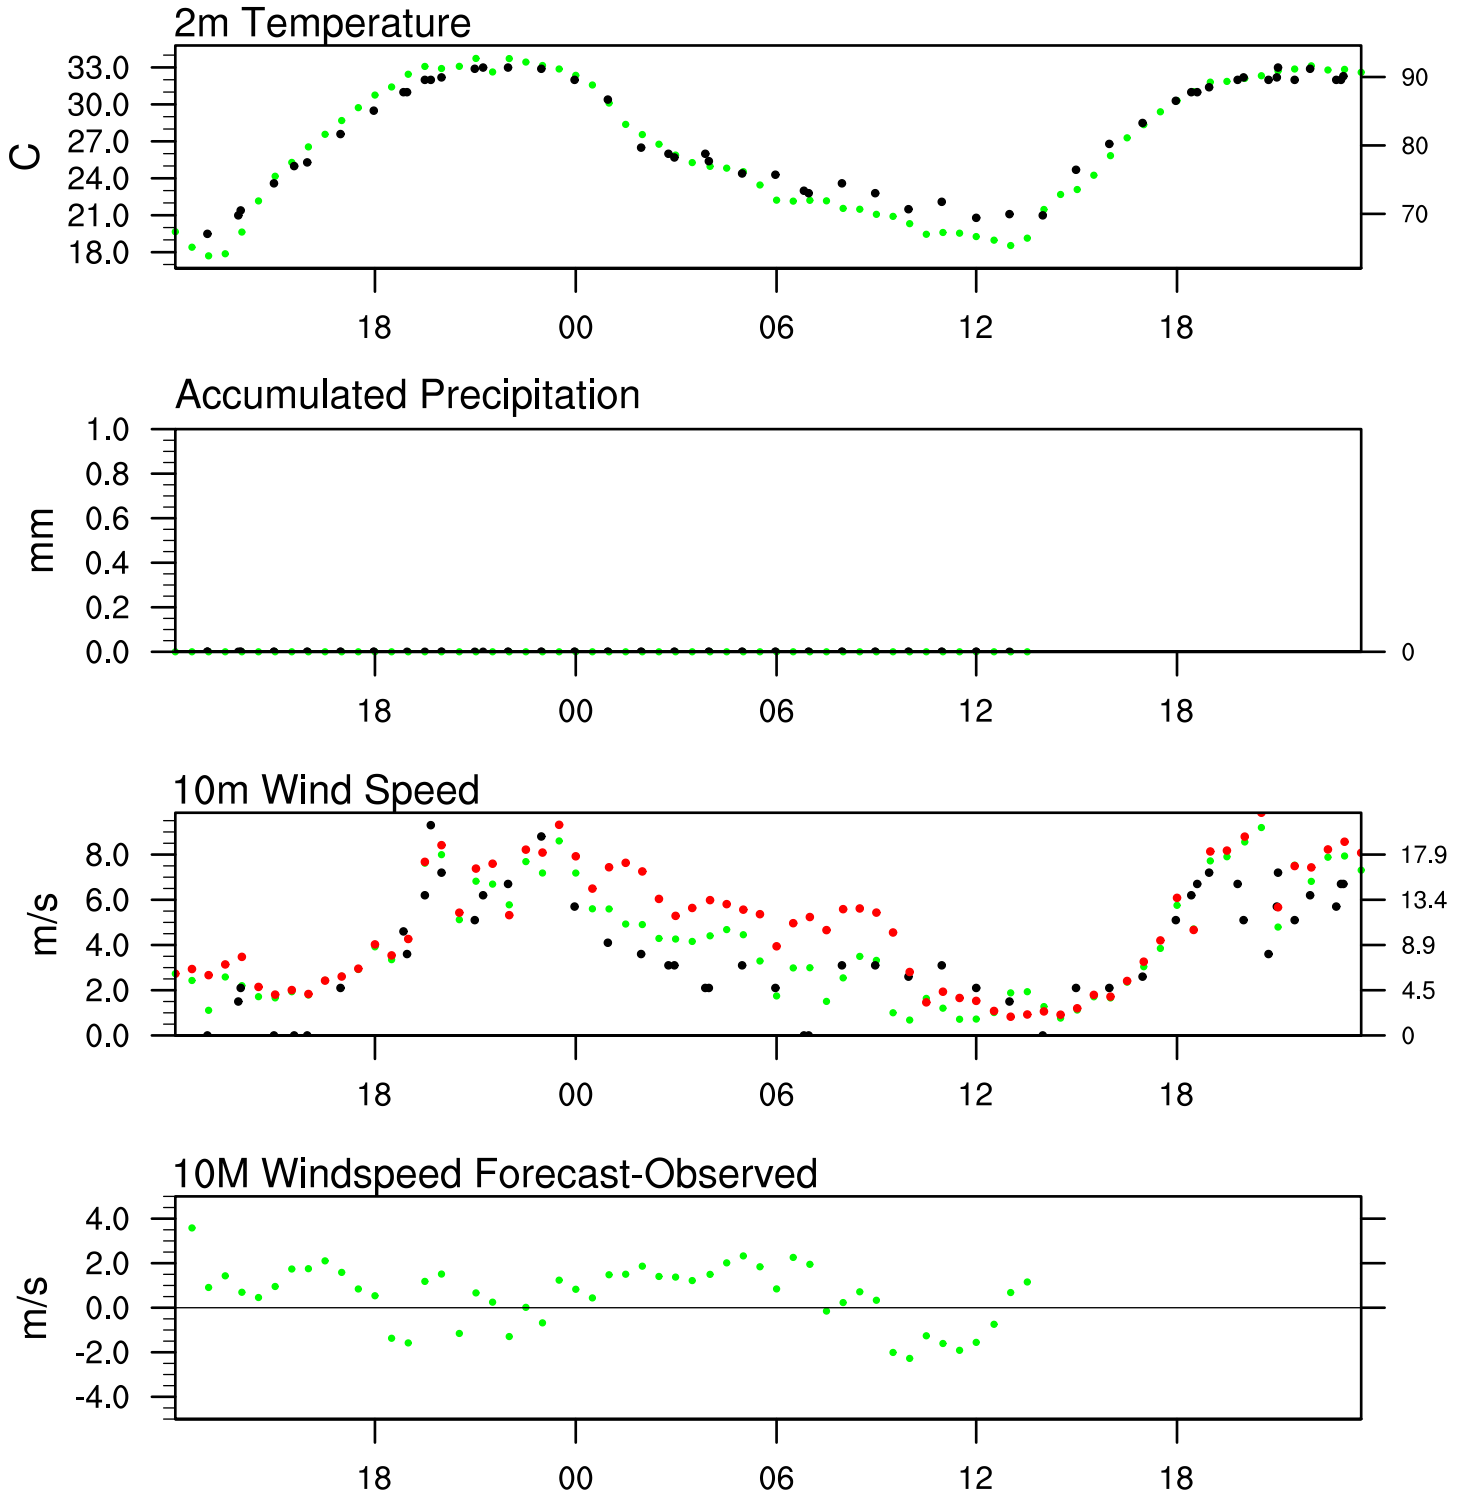 2m Temperature
33.0
30.0
27.0
24.0
21.0
18.0
C
90
80
70
18 00 06 12 18
Accumulated Precipitation
1.0
0.8
0.6
0.4
0.2
0.0
mm
0
18 00 06 12 18
10m Wind Speed
8.0
6.0
4.0
2.0
0.0
m/s
17.9
13.4
8.9
4.5
0
18 00 06 12 18
10M Windspeed Forecast-Observed
4.0
2.0
0.0
-2.0
-4.0
m/s
18 00 06 12 18